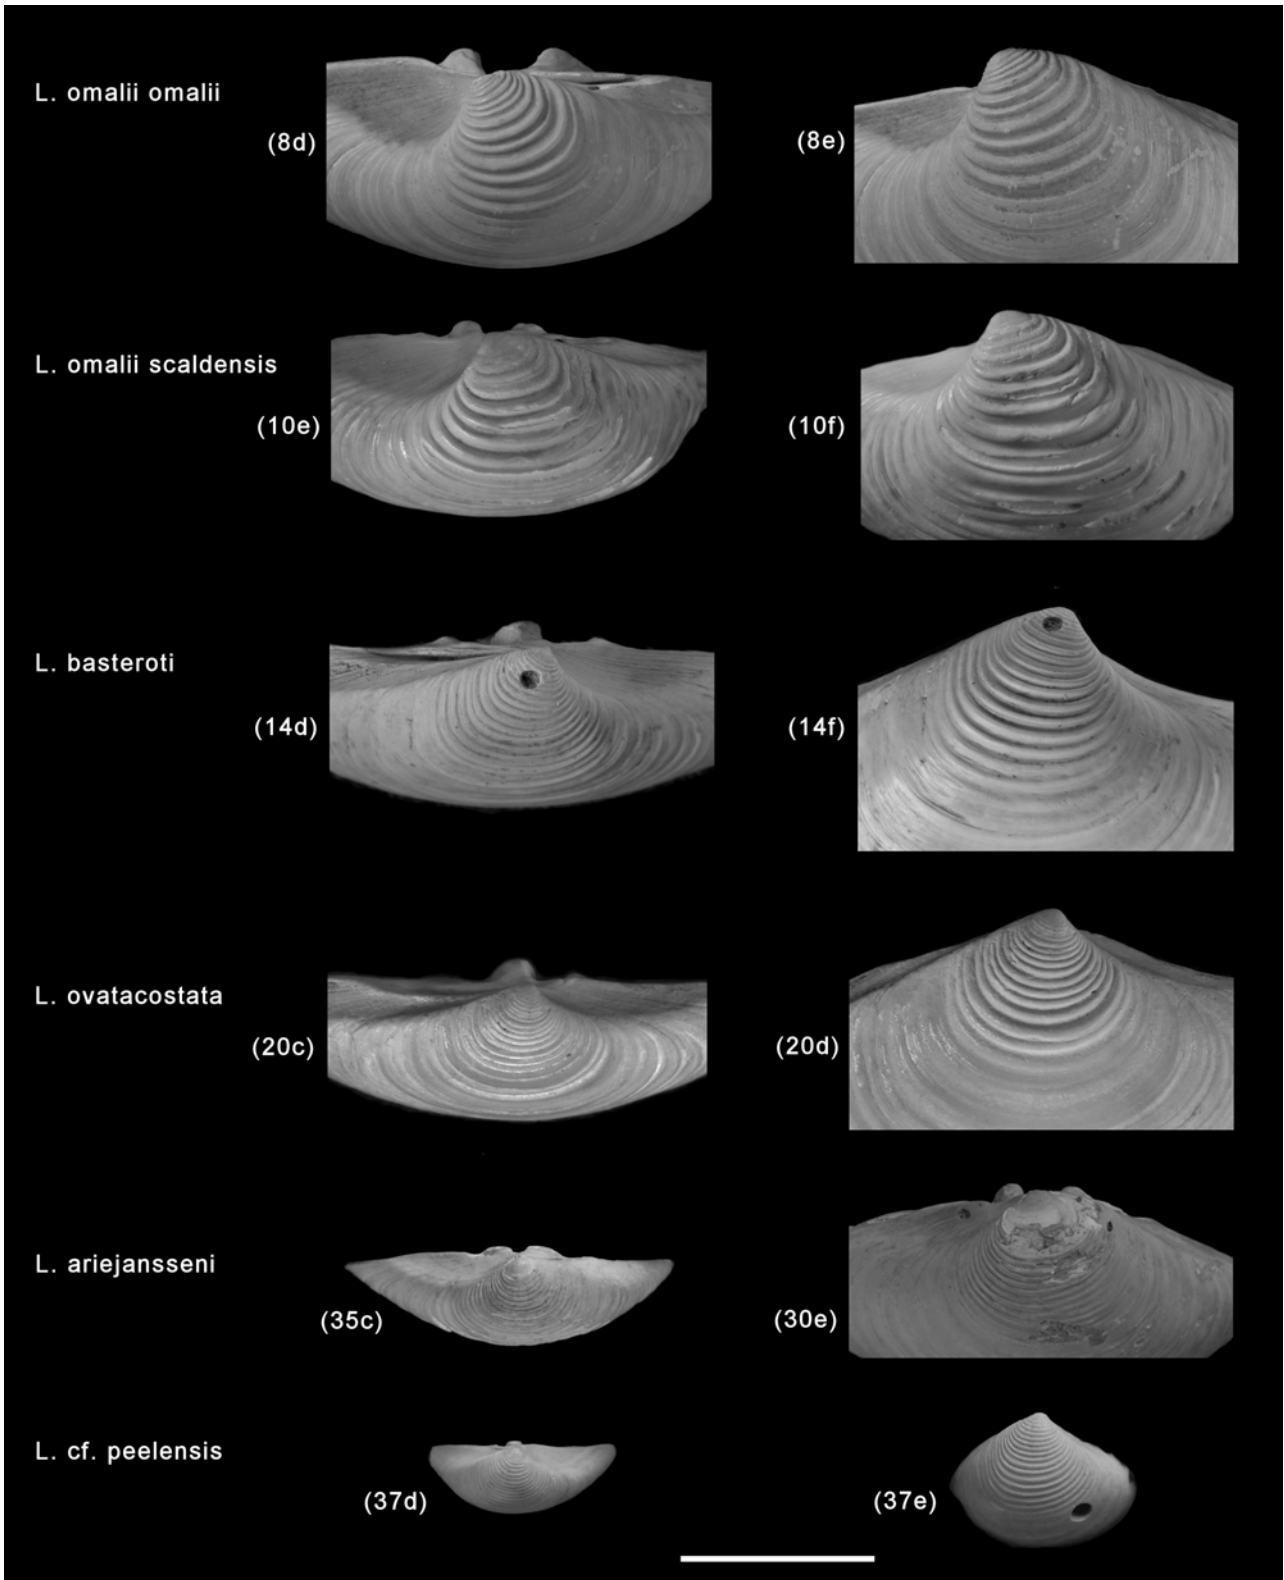 L. omalii omalii
(8d)
(8e)
L. omalii scaldensis
(10e)
(10f)
L. basteroti
(14d)
(14f)
L. ovatacostata
(20c)
(20d)
L. ariejansseni
(35c)
(30e)
L. cf. peelensis
(37d)
(37e)